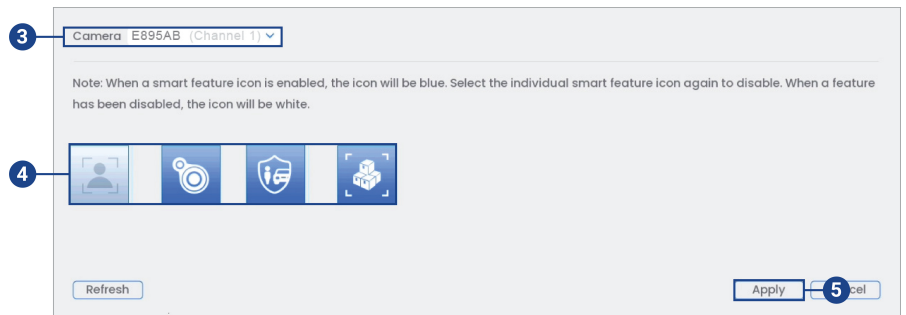 3
Camera E895AB (Channel 1)
Note: When a smart feature icon is enabled, the icon will be blue. Select the individual smart feature icon again to disable. When a feature
has been disabled, the icon will be white.
4
Refresh
Apply 5 cel